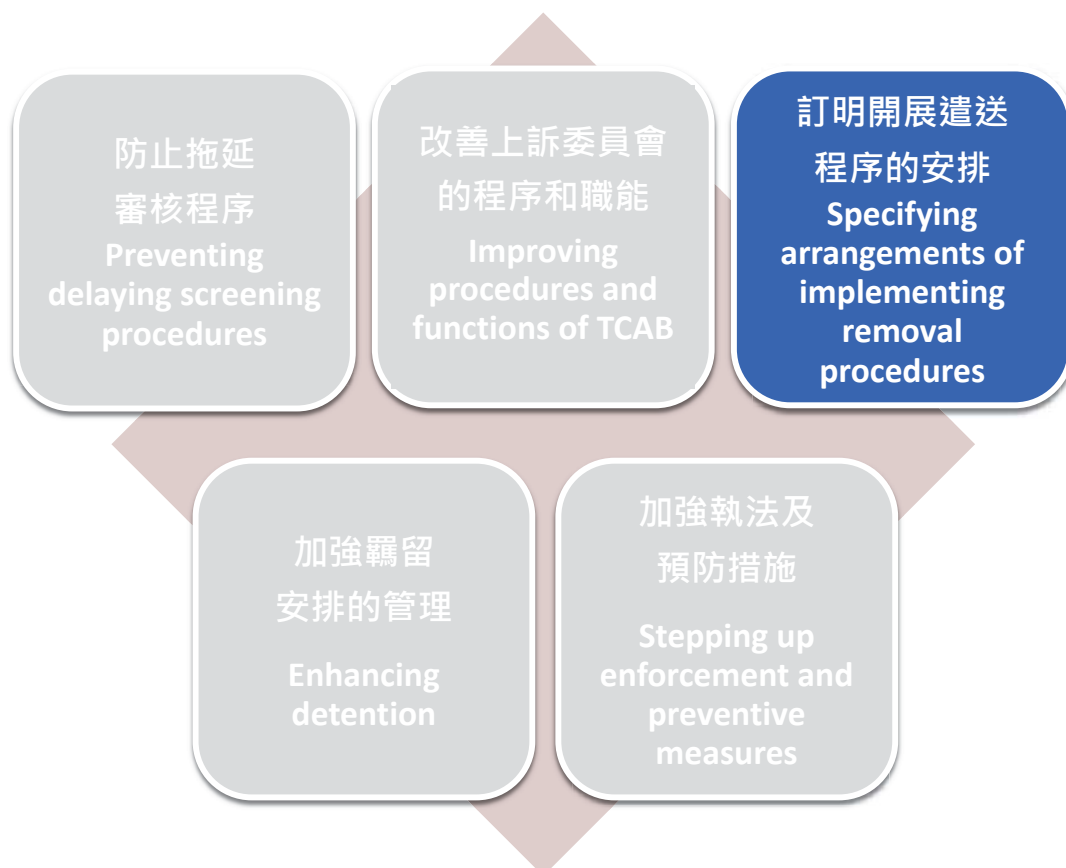 防止拖延
審核程序
Preventing
delaying screening
procedures
改善上訴委員會
的程序和職能
Improving
procedures and
functions of TCAB
訂明開展遣送
程序的安排
Specifying
arrangements of
implementing
removal
procedures
加強羈留
安排的管理
Enhancing
detention
加強執法及
預防措施
Stepping up
enforcement and
preventive
measures